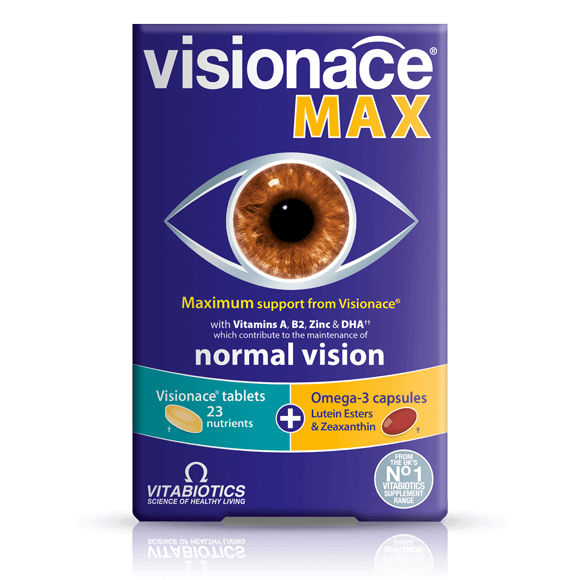 visionace®
MAX
Maximum support from Visionace®
with Vitamins A, B2, Zinc & DHA††
which contribute to the maintenance of
normal vision
Visionace® tablets
23
nutrients
†
+
Omega-3 capsules
Lutein Esters
& Zeaxanthin
†
VITABIOTICS
SCIENCE OF HEALTHY LIVING
FROM
THE UK'S
Nº1
VITABIOTICS
SUPPLEMENT
RANGE